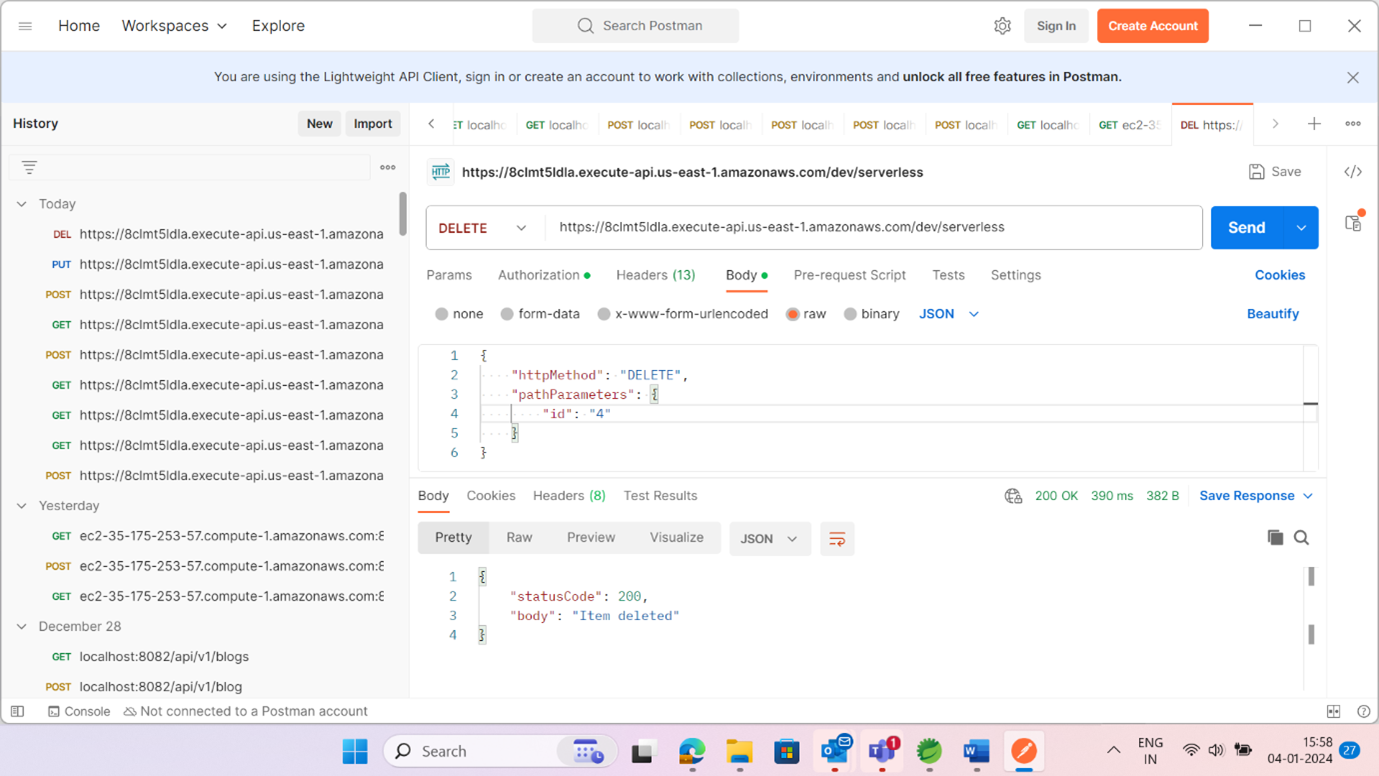 Home Workspaces Explore Search Postman Sign In Create Account
You are using the Lightweight API Client, sign in or create an account to work with collections, environments and unlock all free features in Postman.
History New Import
ET localho GET localho POST localh POST localh POST localh POST localh POST localh GET localho GET ec2-35 DEL https:/
HTTP https://8clmt5ldla.execute-api.us-east-1.amazonaws.com/dev/serverless Save
Today
DEL https://8clmt5ldla.execute-api.us-east-1.amazona
PUT https://8clmt5ldla.execute-api.us-east-1.amazona
POST https://8clmt5ldla.execute-api.us-east-1.amazona
GET https://8clmt5ldla.execute-api.us-east-1.amazona
POST https://8clmt5ldla.execute-api.us-east-1.amazona
GET https://8clmt5ldla.execute-api.us-east-1.amazona
GET https://8clmt5ldla.execute-api.us-east-1.amazona
GET https://8clmt5ldla.execute-api.us-east-1.amazona
POST https://8clmt5ldla.execute-api.us-east-1.amazona
Yesterday
GET ec2-35-175-253-57.compute-1.amazonaws.com:8
POST ec2-35-175-253-57.compute-1.amazonaws.com:8
GET ec2-35-175-253-57.compute-1.amazonaws.com:8
December 28
GET localhost:8082/api/v1/blogs
POST localhost:8082/api/v1/blog
DELETE https://8clmt5ldla.execute-api.us-east-1.amazonaws.com/dev/serverless Send
Params Authorization Headers (13) Body Pre-request Script Tests Settings Cookies
none form-data x-www-form-urlencoded raw binary JSON Beautify
1 {
2 "httpMethod": "DELETE",
3 "pathParameters": {
4 "id": "4"
5 }
6 }
Body Cookies Headers (8) Test Results 200 OK 390 ms 382 B Save Response
Pretty Raw Preview Visualize JSON
1 {
2 "statusCode": 200,
3 "body": "Item deleted"
4 }
Console Not connected to a Postman account
Search 1 ENG IN 15:58 04-01-2024 27